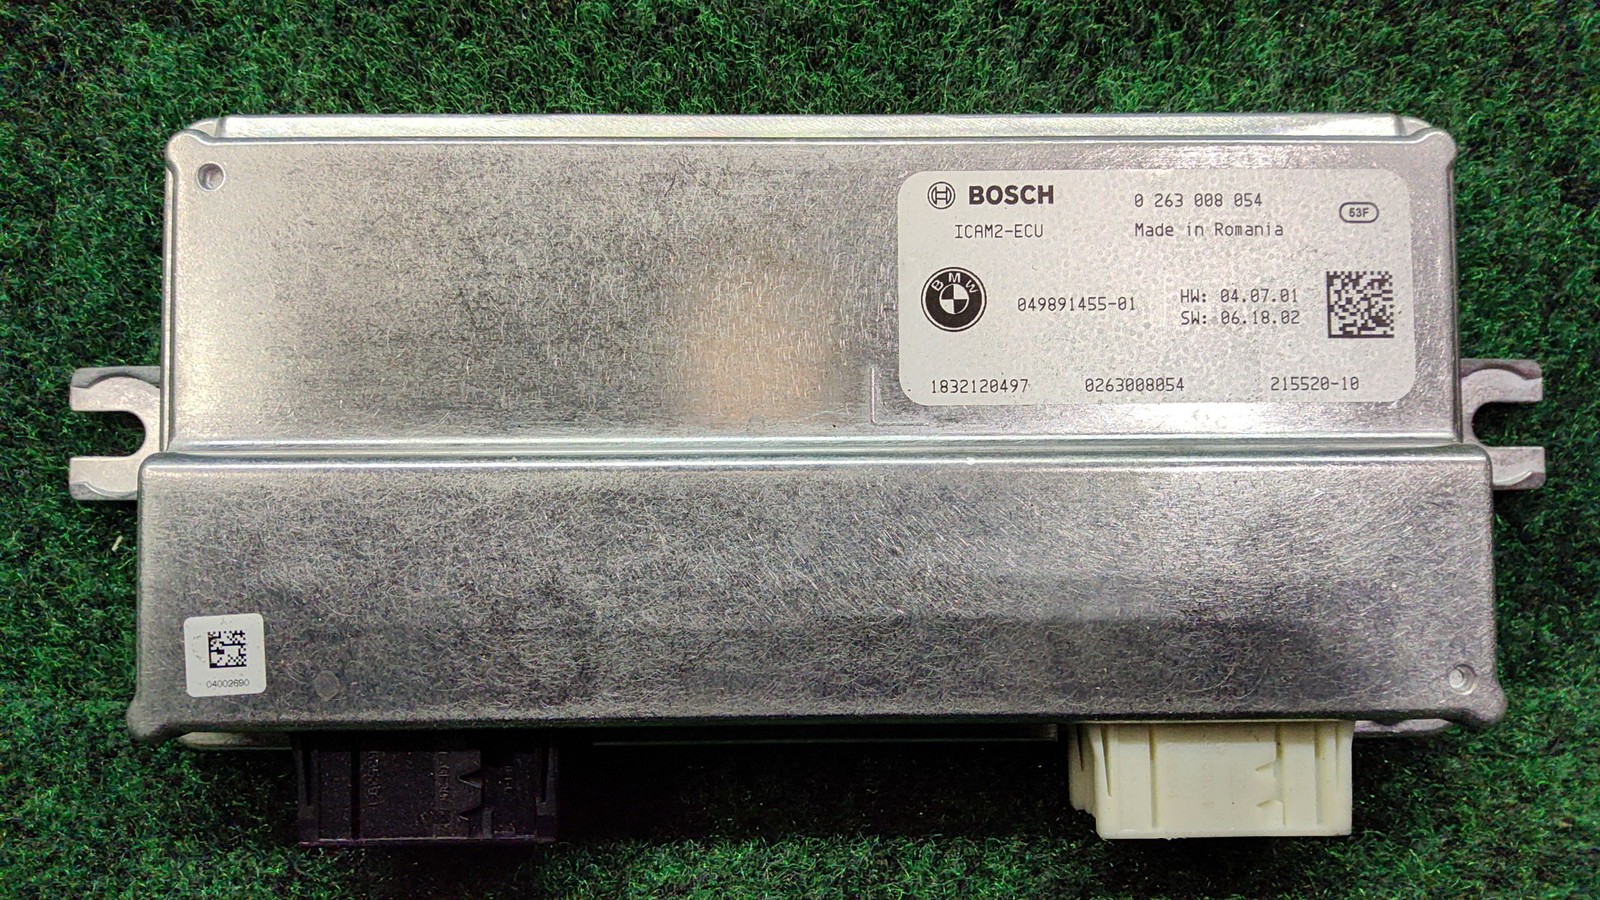 BOSCH 0 263 008 054
53F
ICAM2-ECU Made in Romania
BMW
049891455-01 HW: 04.07.01
SW: 06.18.02
1832120497 0263008054 215520-10
04002690